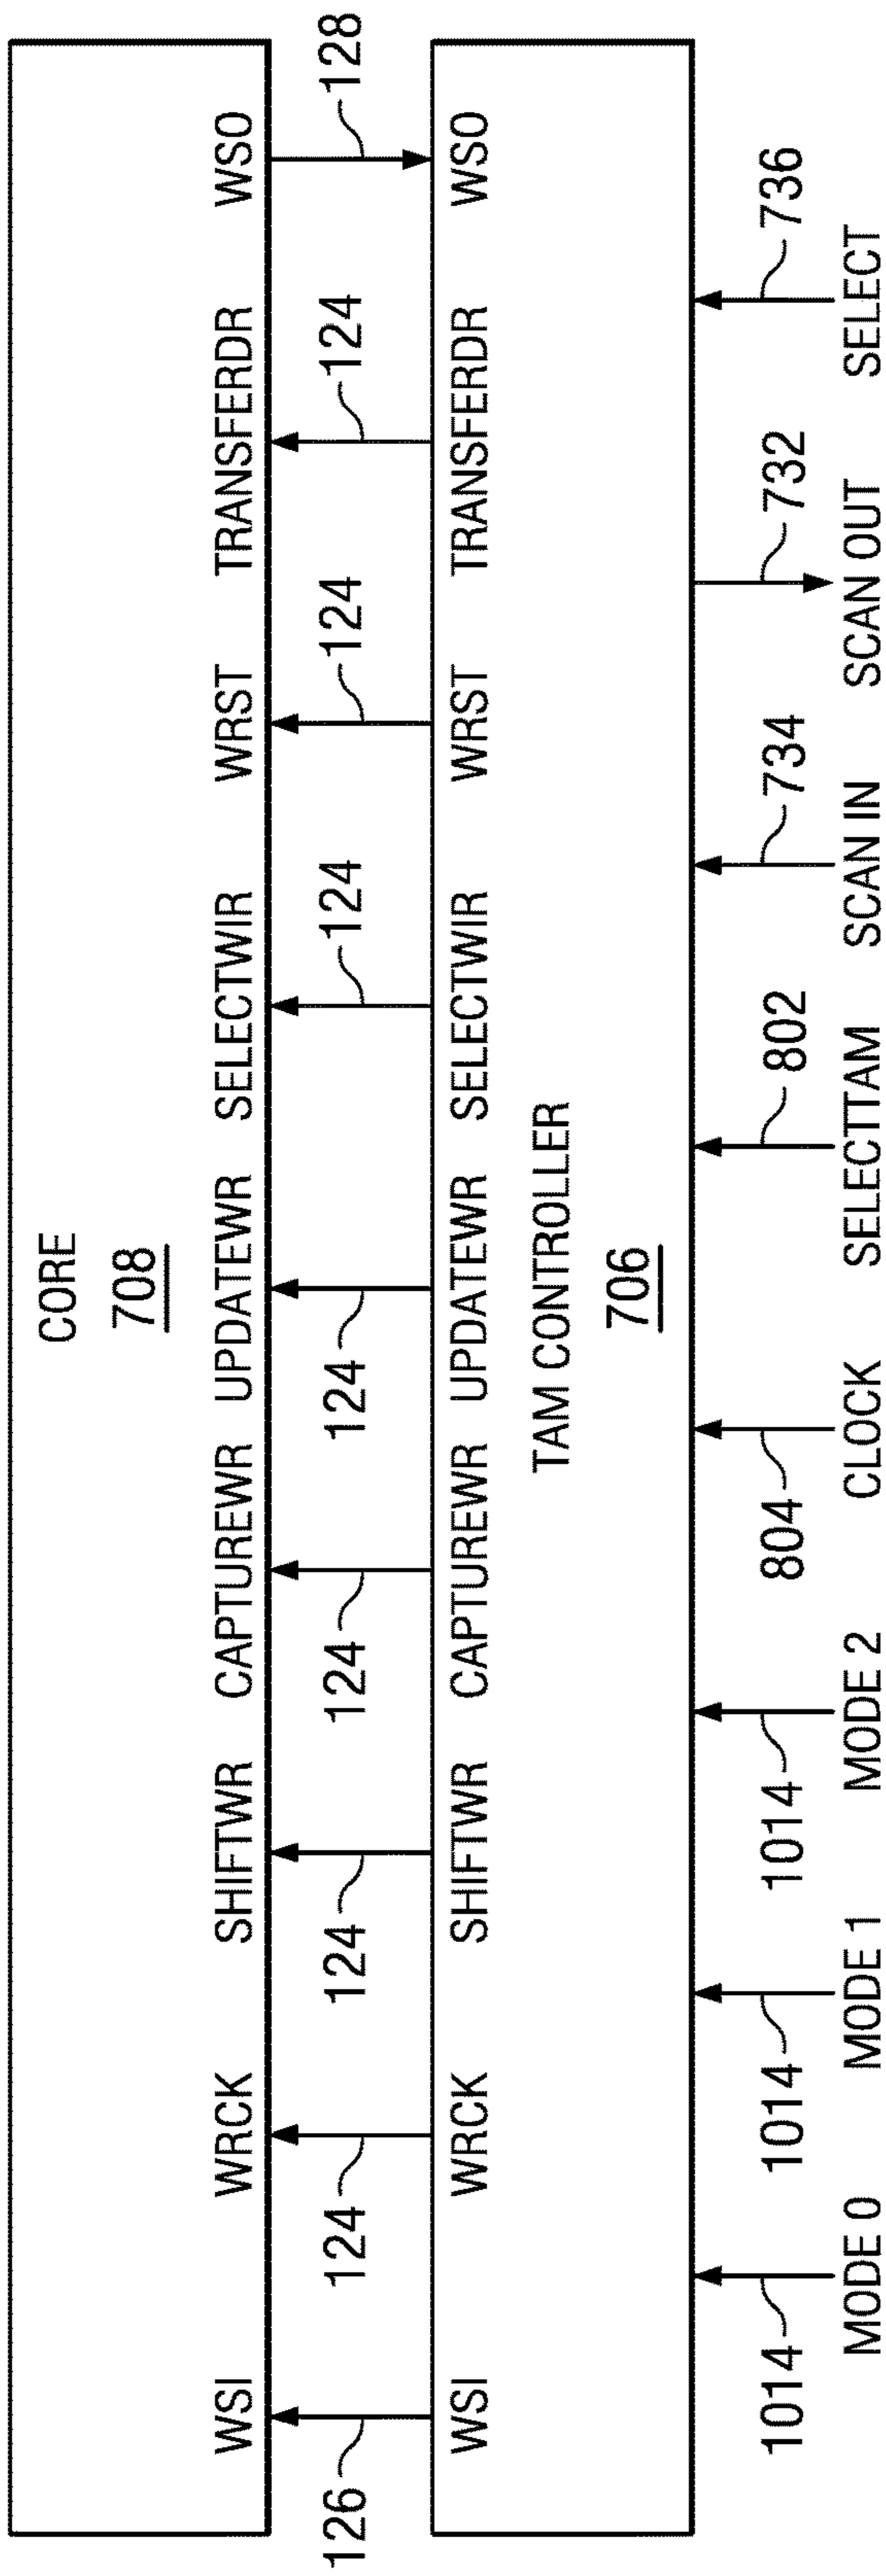 CORE
708
WSI WRCK SHIFTWR CAPTUREWR UPDATEWR SELECTWIR WRST TRANSFERDR WSO
126 124 124 124 124 124 124 124 128
WSI WRCK SHIFTWR CAPTUREWR UPDATEWR SELECTWIR WRST TRANSFERDR WSO
TAM CONTROLLER
706
1014 1014 1014 804 802 734 732 736
MODE 0 MODE 1 MODE 2 CLOCK SELECTTAM SCAN IN SCAN OUT SELECT